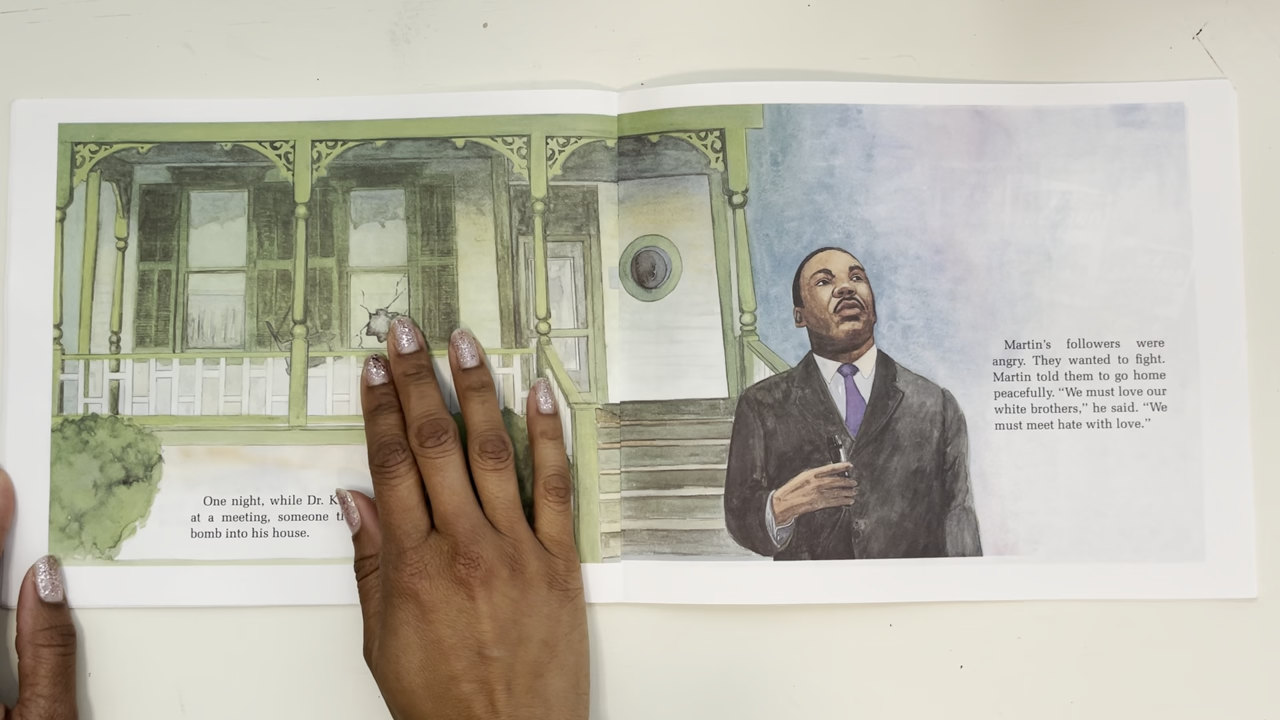 One night, while Dr.
at a meeting, someone
bomb into his house.
Martin's followers were
angry. They wanted to fight.
Martin told them to go home
peacefully. “We must love our
white brothers,” he said. “We
must meet hate with love.”